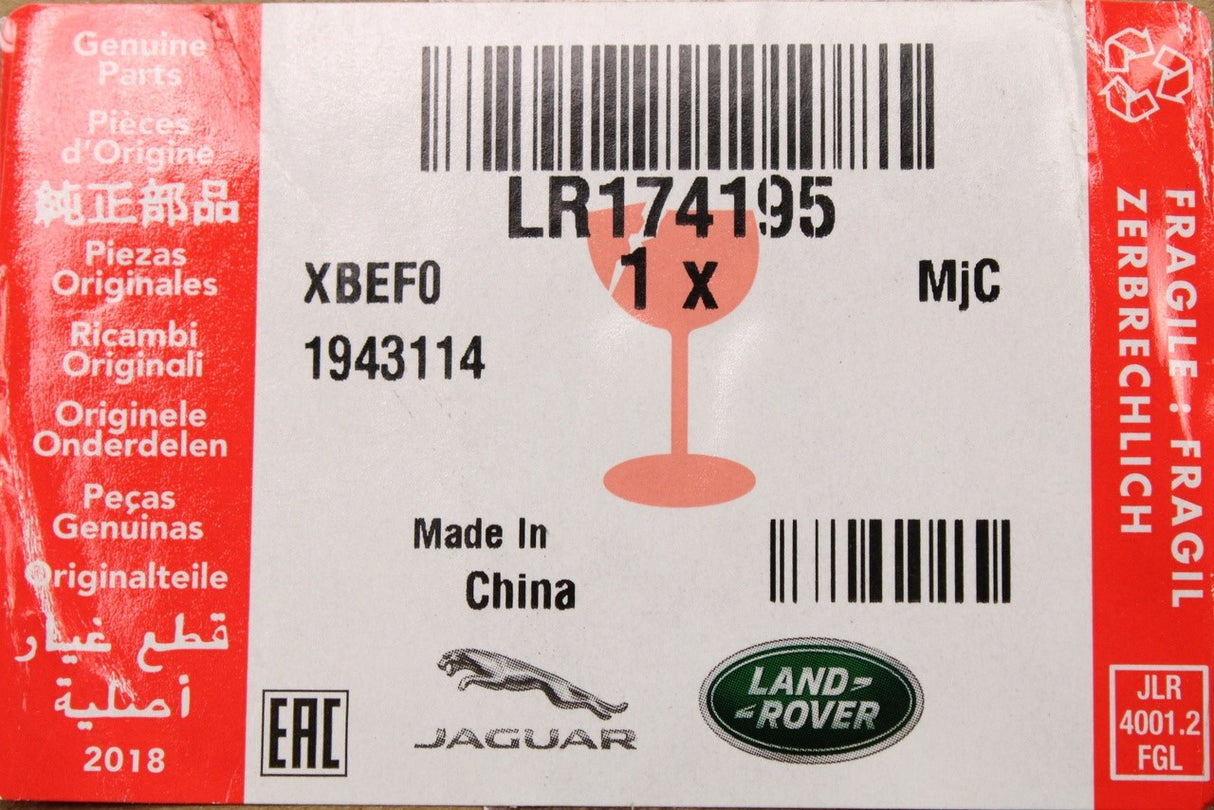 Genuine
Parts
Pièces
d'Origine
純正部品
Piezas
Originales
Ricambi
Originali
Originele
Onderdelen
Peças
Genuinas
Originalteile
قطع غيار
أصلية
2018
LR174195
1 x
XBEF0
MjC
1943114
Made In
China
EAC
JAGUAR
LAND-
-ROVER
FRAGILE : FRAGIL
ZERBRECHLICH
JLR
4001.2
FGL